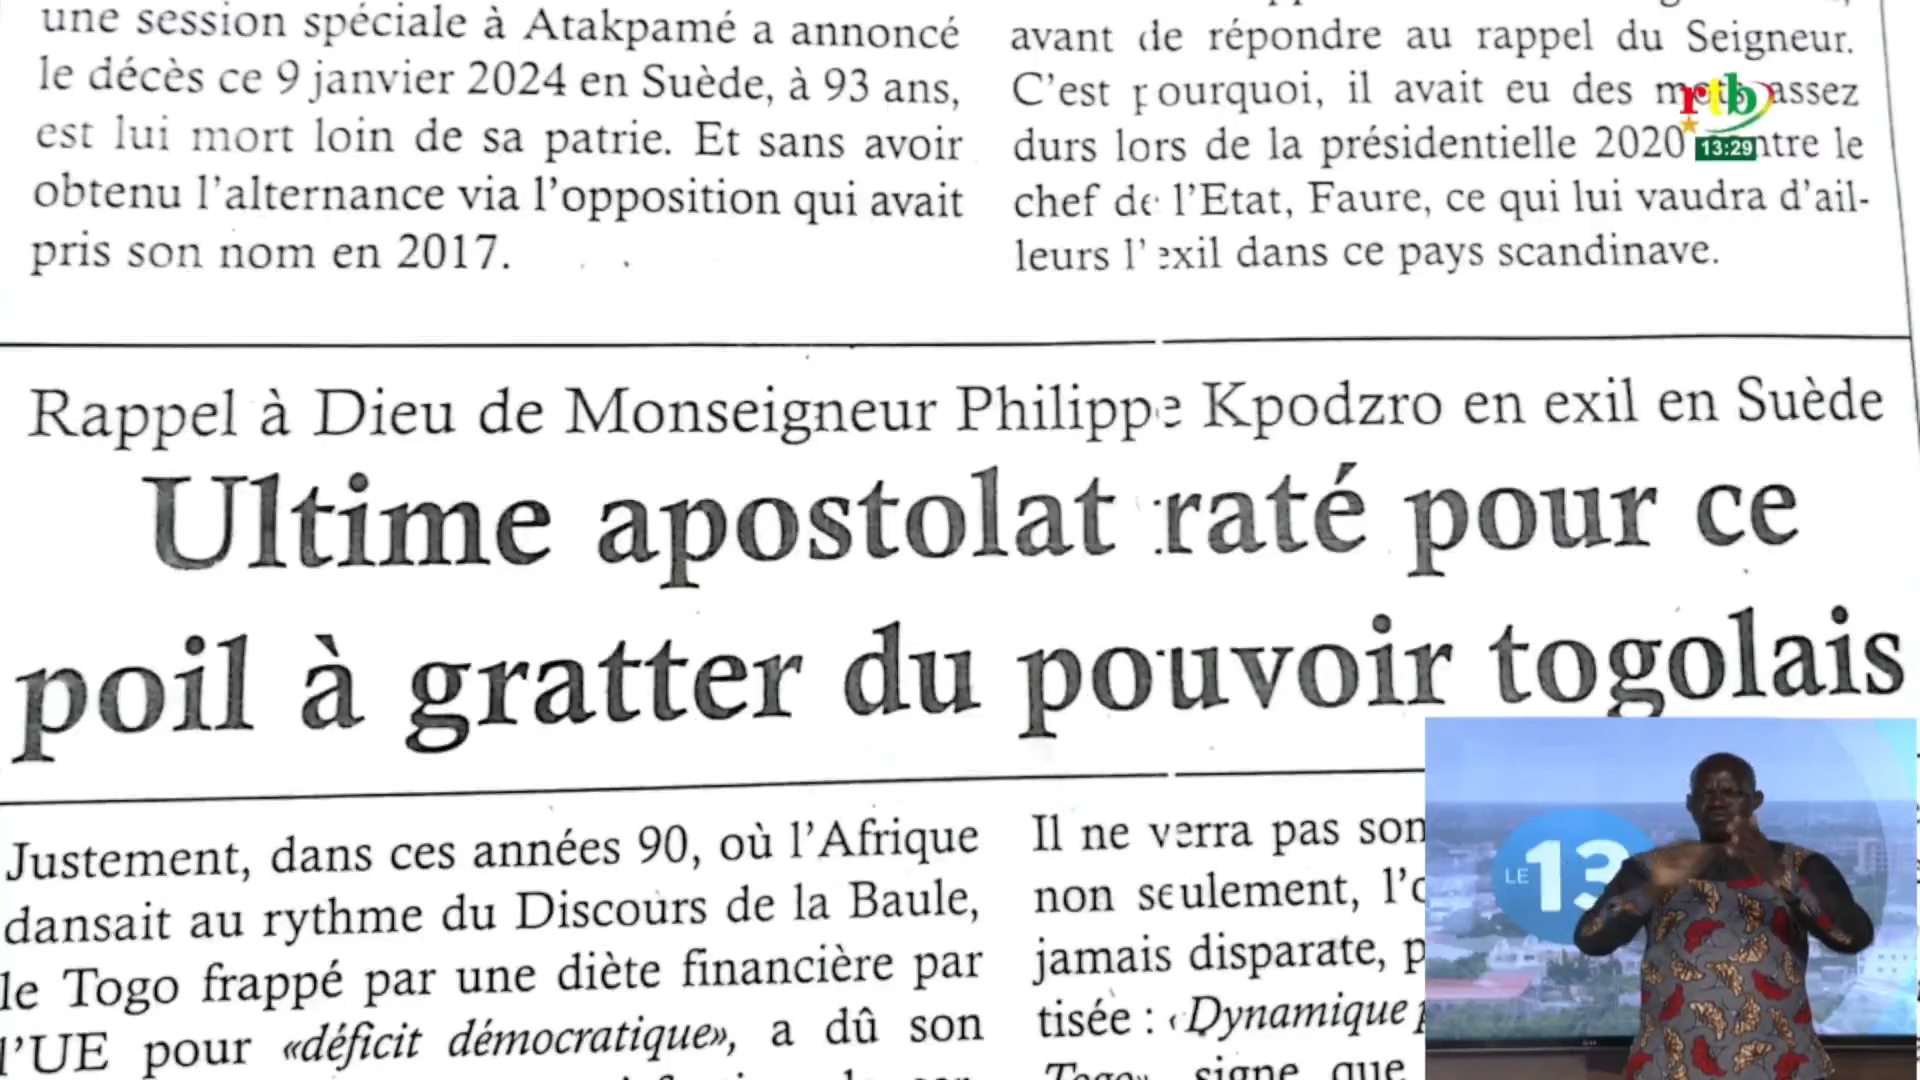 une session spéciale à Atakpamé a annoncé
le décès ce 9 janvier 2024 en Suède, à 93 ans,
est lui mort loin de sa patrie. Et sans avoir
obtenu l'alternance via l'opposition qui avait
pris son nom en 2017.
avant de répondre au rappel du Seigneur.
C'est pourquoi, il avait eu des mots assez
durs lors de la présidentielle 2020 contre le
chef de l'Etat, Faure, ce qui lui vaudra d'ail-
leurs l'exil dans ce pays scandinave.
rtb
13:29
Rappel à Dieu de Monseigneur Philippe Kpodzro en exil en Suède
Ultime apostolat raté pour ce
poil à gratter du pouvoir togolais
Justement, dans ces années 90, où l'Afrique
dansait au rythme du Discours de la Baule,
le Togo frappé par une diète financière par
l'UE pour «déficit démocratique», a dû son
Il ne verra pas son
non seulement, l'
jamais disparate, p
tisée : «Dynamique
Togo», signe que
LE 13